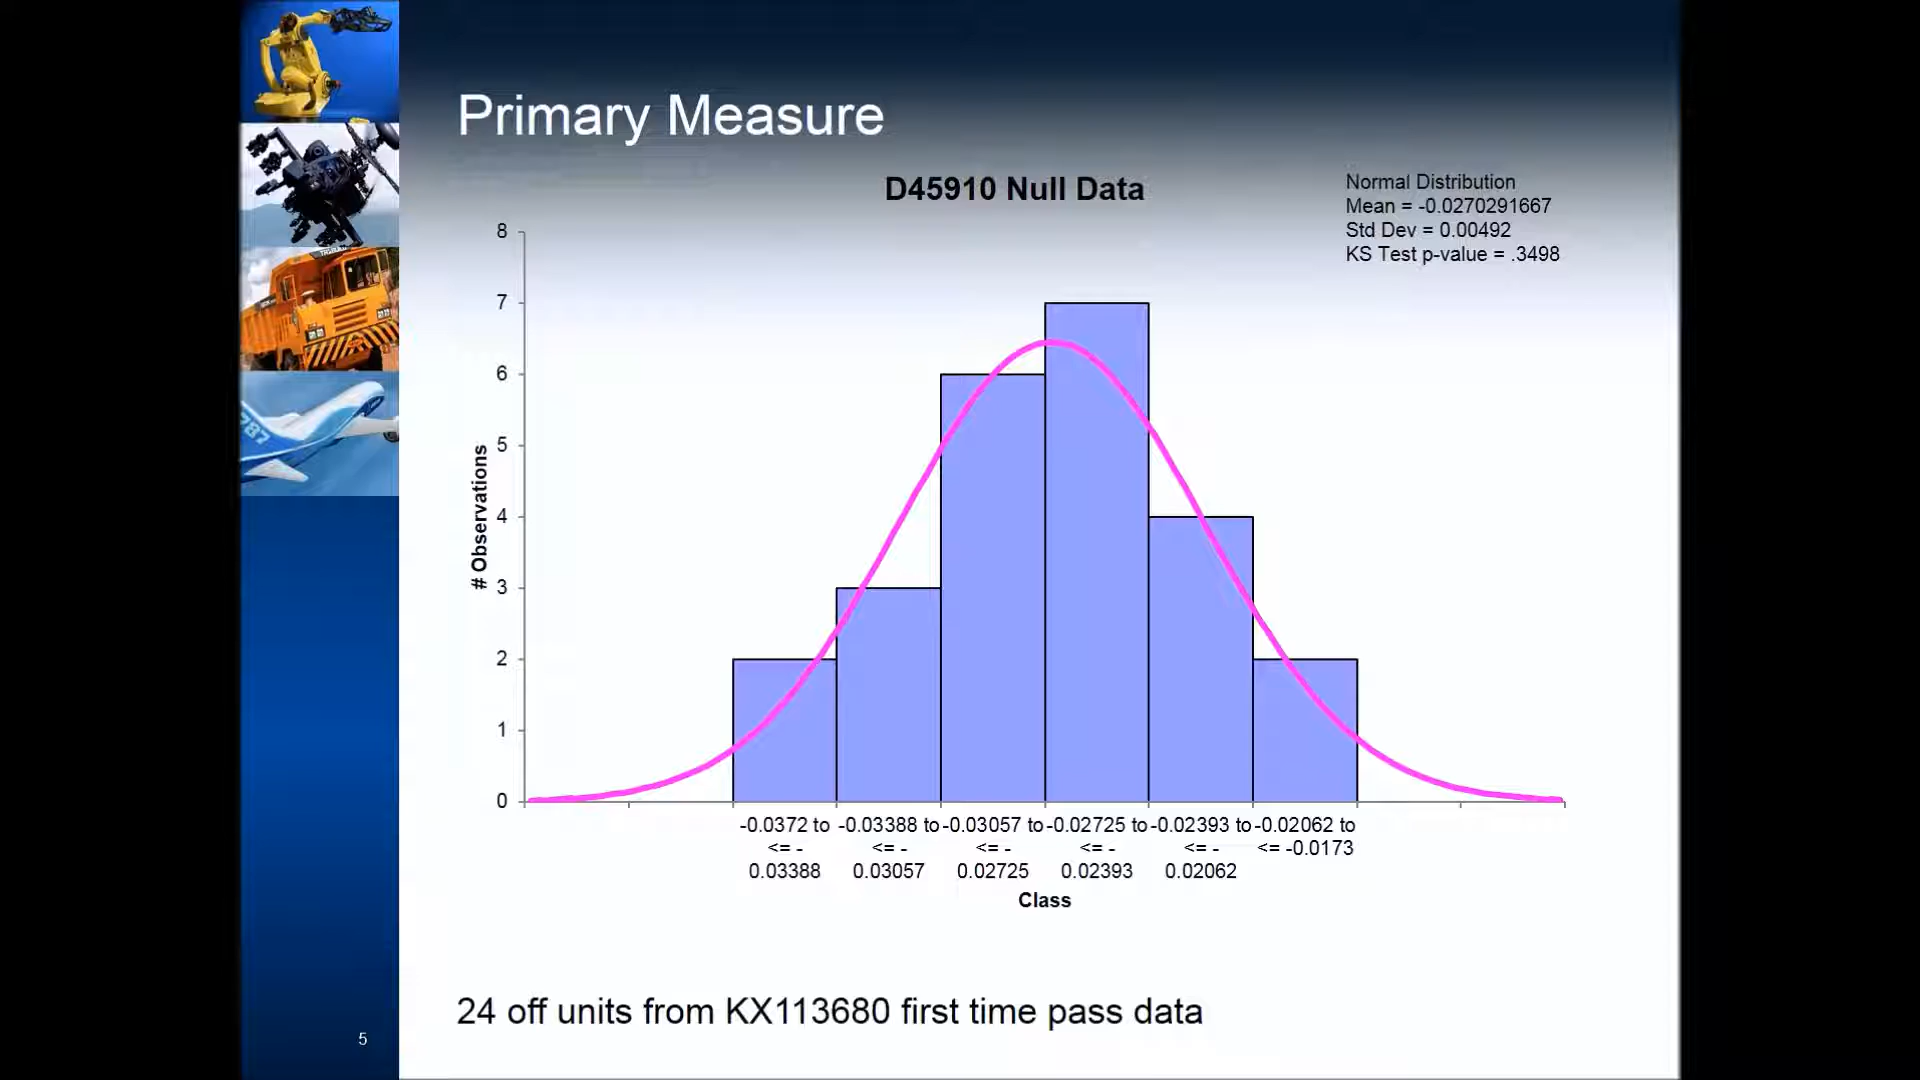 Primary Measure
D45910 Null Data
Normal Distribution
Mean = -0.0270291667
Std Dev = 0.00492
KS Test p-value = .3498
8
7
6
5
4
3
2
1
0
# Observations
-0.0372 to <= -0.03388
-0.03388 to <= -0.03057
-0.03057 to <= -0.02725
-0.02725 to <= -0.02393
-0.02393 to <= -0.02062
-0.02062 to <= -0.0173
Class
24 off units from KX113680 first time pass data
5
787